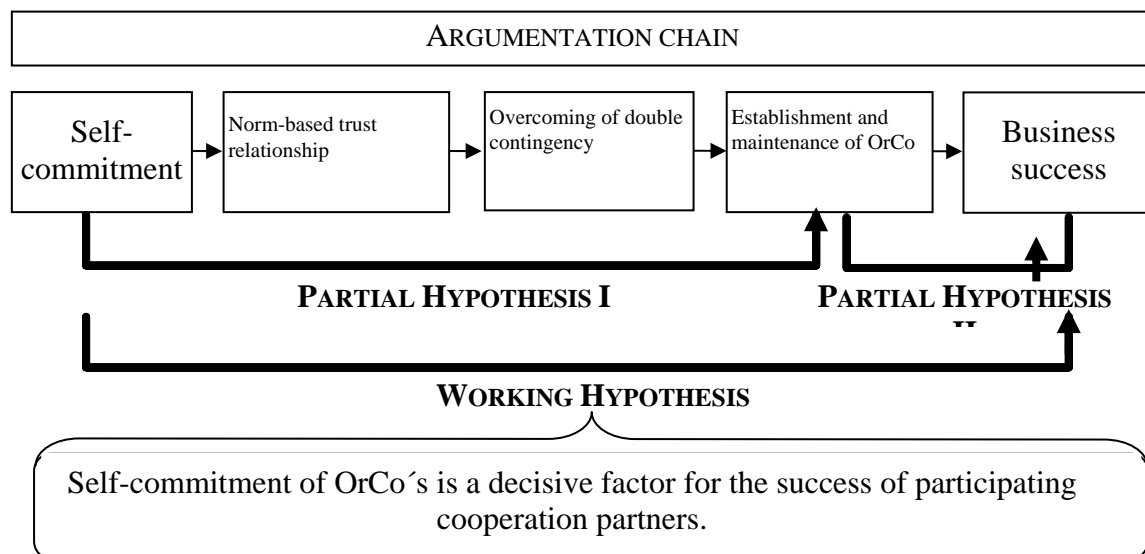 ARGUMENTATION CHAIN
Self-
commitment
Norm-based trust
relationship
Overcoming of double
contingency
Establishment and
maintenance of OrCo
Business
success
PARTIAL HYPOTHESIS I
PARTIAL HYPOTHESIS
WORKING HYPOTHESIS
Self-commitment of OrCo´s is a decisive factor for the success of participating
cooperation partners.